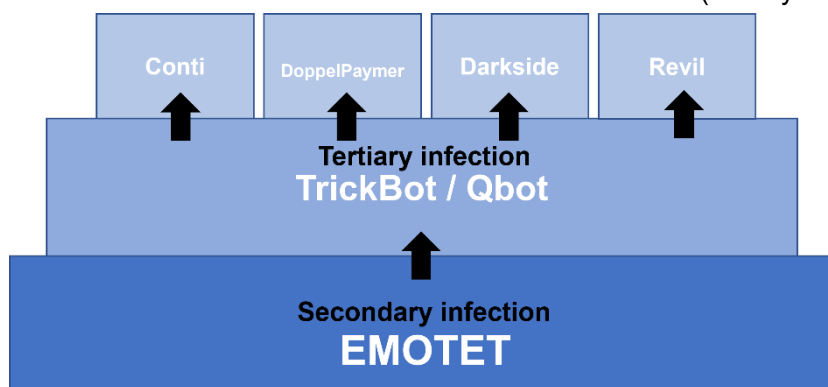 Conti DoppelPaymer Darkside Revil
Tertiary infection
TrickBot / Qbot
Secondary infection
EMOTET